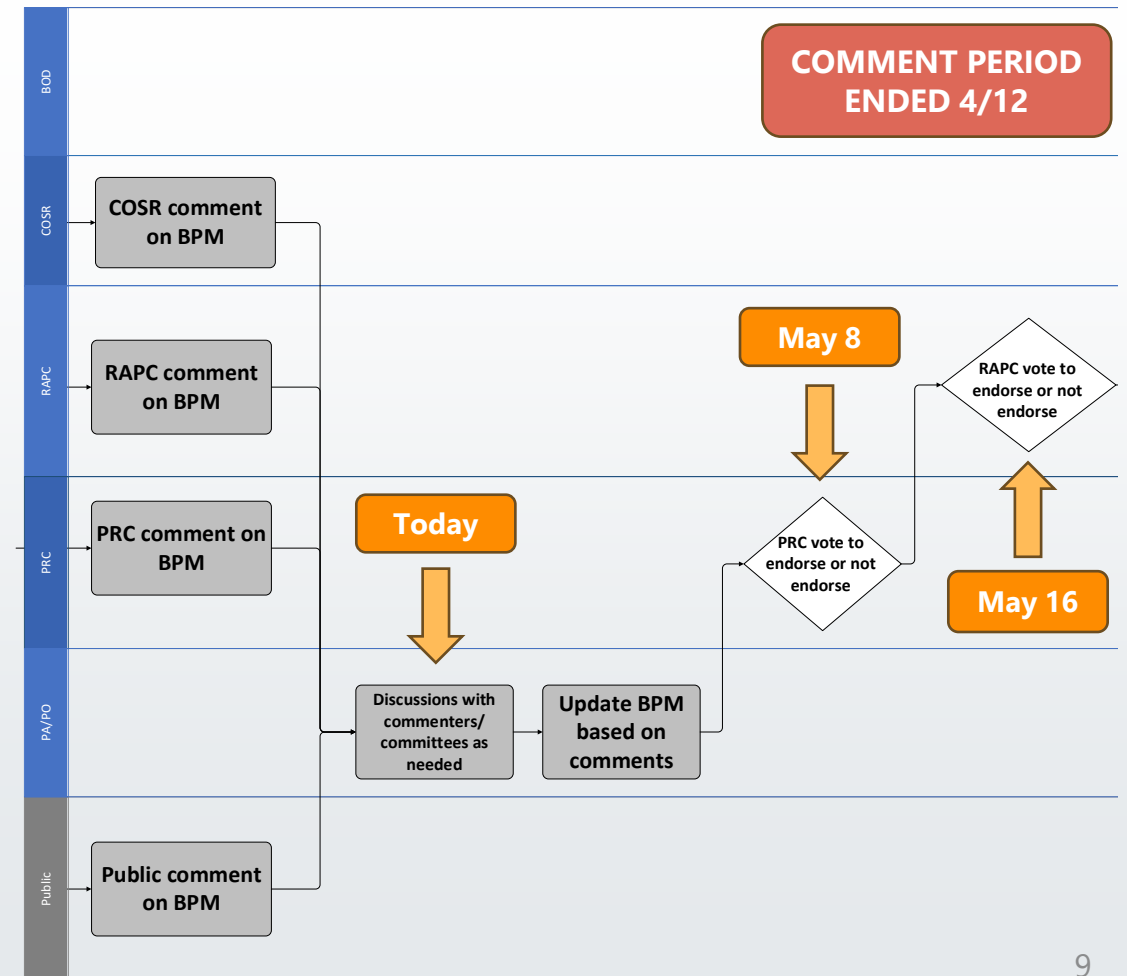 BOD
COMMENT PERIOD
ENDED 4/12
COSR
COSR comment
on BPM
RAPC
RAPC comment
on BPM
May 8
RAPC vote to
endorse or not
endorse
PRC
PRC comment on
BPM
Today
PRC vote to
endorse or not
endorse
May 16
PA/PO
Discussions with
commenters/
committees as
needed
Update BPM
based on
comments
Public
Public comment
on BPM
9